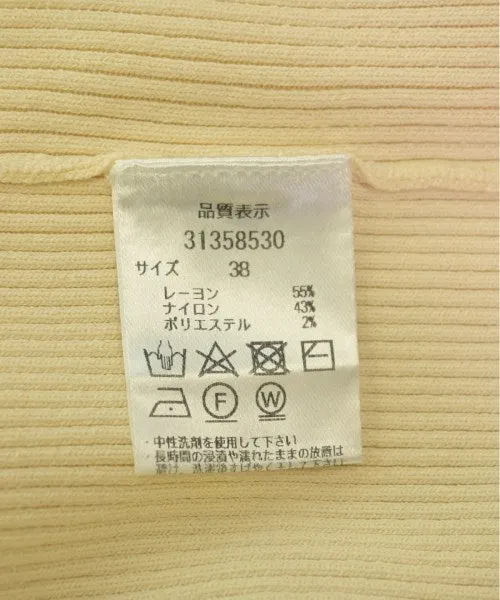 品質表示
31358530
サイズ 38
レーヨン 55%
ナイロン 43%
ポリエステル 2%
F W
・中性洗剤を使用して下さい
・長時間の浸漬や濡れたままの放置は
避け、